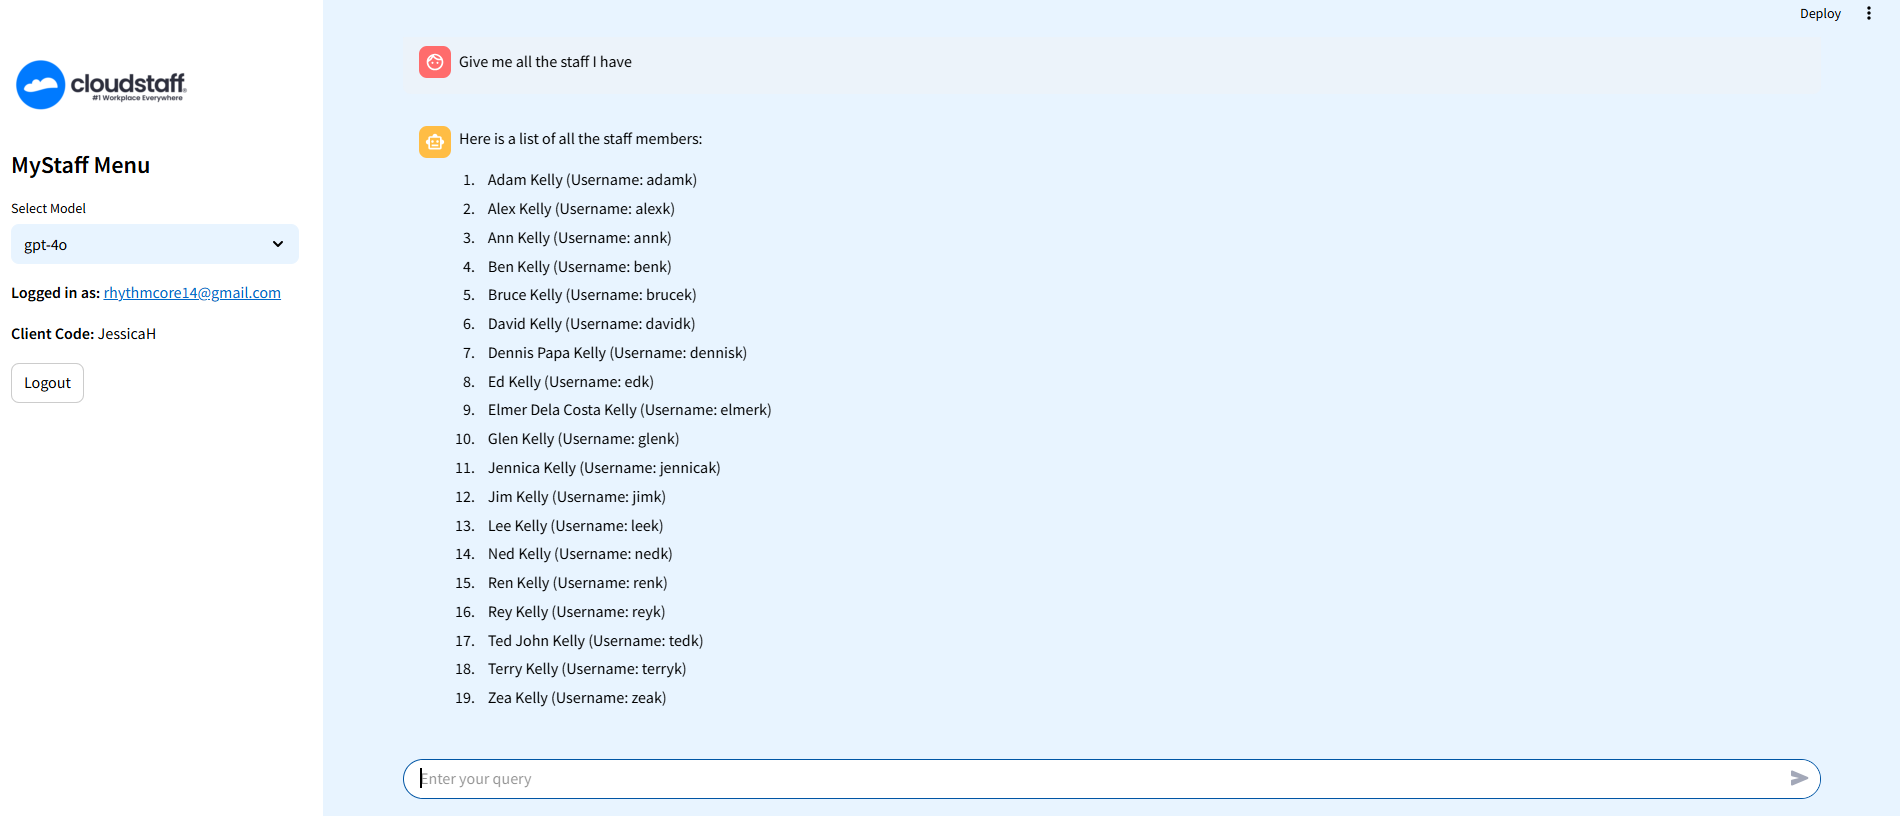 cloudstaff
#1 Workplace Everywhere
MyStaff Menu
Select Model
gpt-4o
Logged in as: rhythmcore14@gmail.com
Client Code: JessicaH
Logout
Deploy
Give me all the staff I have
Here is a list of all the staff members:
1. Adam Kelly (Username: adamk)
2. Alex Kelly (Username: alexk)
3. Ann Kelly (Username: annk)
4. Ben Kelly (Username: benk)
5. Bruce Kelly (Username: brucek)
6. David Kelly (Username: davidk)
7. Dennis Papa Kelly (Username: dennisk)
8. Ed Kelly (Username: edk)
9. Elmer Dela Costa Kelly (Username: elmerk)
10. Glen Kelly (Username: glenk)
11. Jennica Kelly (Username: jennicak)
12. Jim Kelly (Username: jimk)
13. Lee Kelly (Username: leek)
14. Ned Kelly (Username: nedk)
15. Ren Kelly (Username: renk)
16. Rey Kelly (Username: reyk)
17. Ted John Kelly (Username: tedk)
18. Terry Kelly (Username: terryk)
19. Zea Kelly (Username: zeak)
Enter your query